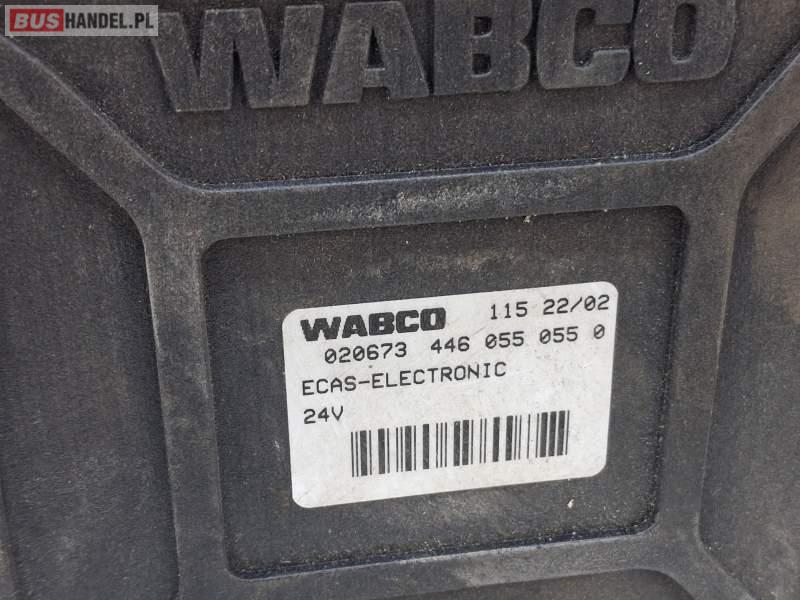 BUSHANDEL.PL
WABCO
WABCO 115 22/02
020673 446 055 055 0
ECAS-ELECTRONIC
24V